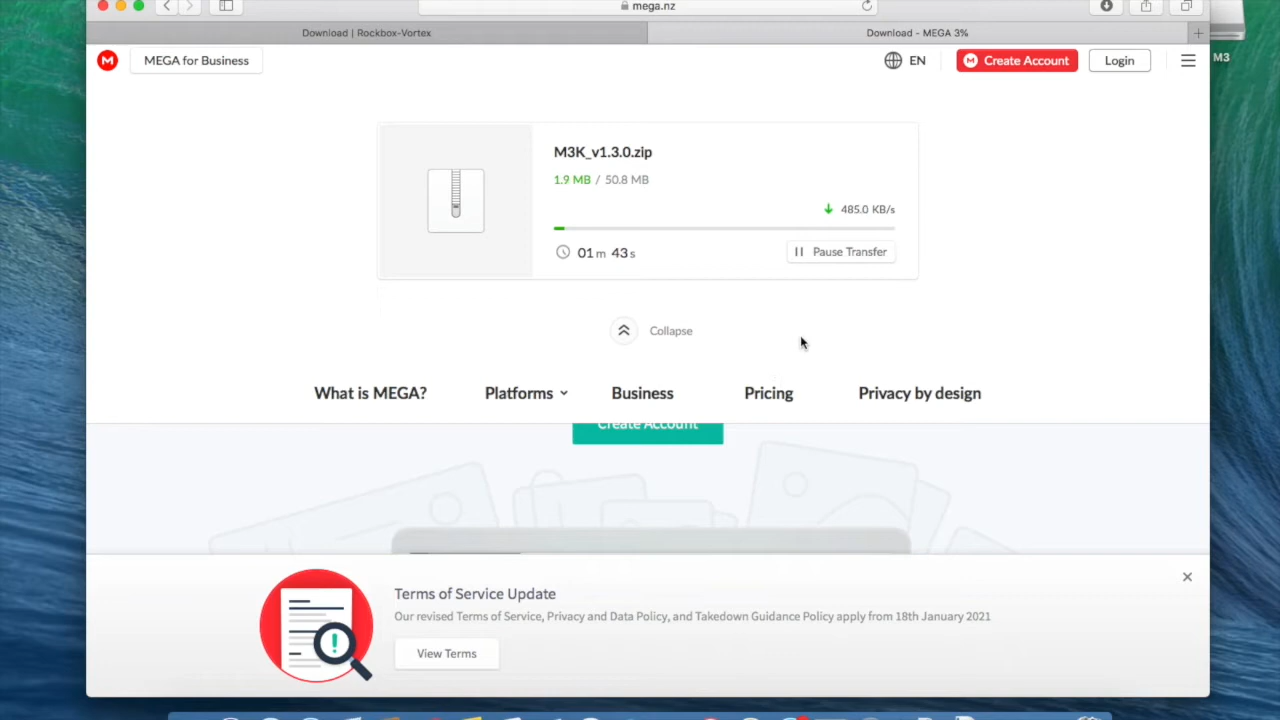 mega.nz
Download | Rockbox-Vortex
Download - MEGA 3%
M3
M
MEGA for Business
EN
M Create Account
Login
M3K_v1.3.0.zip
1.9 MB / 50.8 MB
485.0 KB/s
01 m 43 s
Pause Transfer
Collapse
What is MEGA?
Platforms
Business
Pricing
Privacy by design
Create Account
Terms of Service Update
Our revised Terms of Service, Privacy and Data Policy, and Takedown Guidance Policy apply from 18th January 2021
View Terms